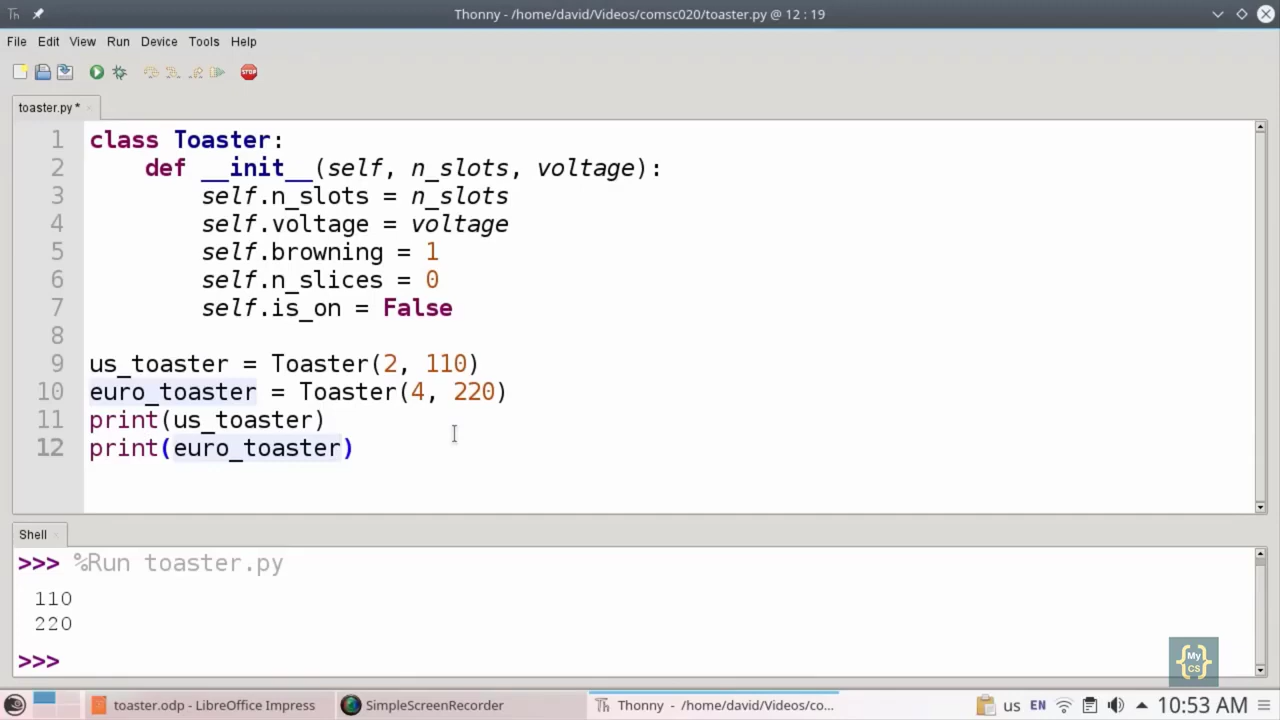 Thonny - /home/david/Videos/comsc020/toaster.py @ 12 : 19
File Edit View Run Device Tools Help
STOP
toaster.py *
1 class Toaster:
2     def __init__(self, n_slots, voltage):
3         self.n_slots = n_slots
4         self.voltage = voltage
5         self.browning = 1
6         self.n_slices = 0
7         self.is_on = False
8
9 us_toaster = Toaster(2, 110)
10 euro_toaster = Toaster(4, 220)
11 print(us_toaster)
12 print(euro_toaster)
Shell
>>> %Run toaster.py
110
220
>>>
{My CS}
toaster.odp - LibreOffice Impress SimpleScreenRecorder Th Thonny - /home/david/Videos/co... us EN 10:53 AM